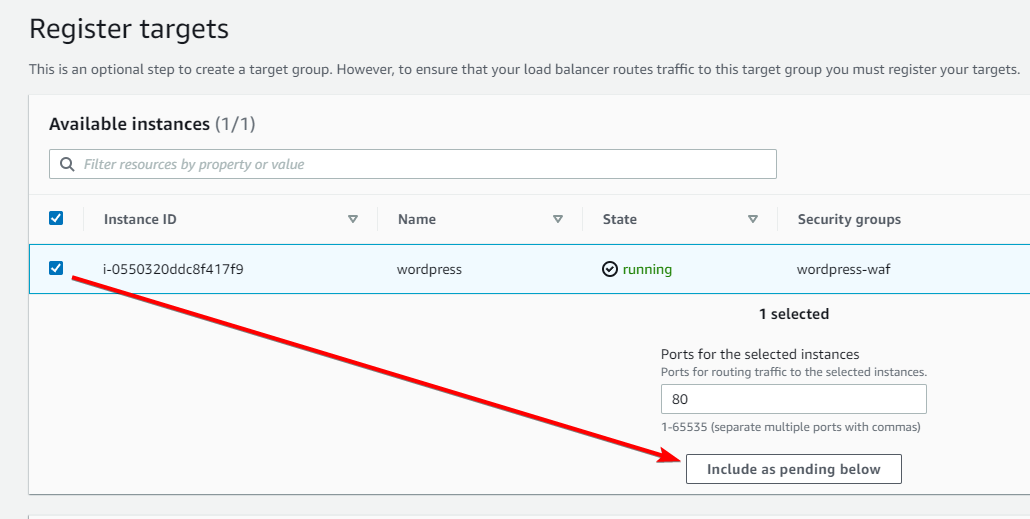 Register targets
This is an optional step to create a target group. However, to ensure that your load balancer routes traffic to this target group you must register your targets.
Available instances (1/1)
Filter resources by property or value
Instance ID Name State Security groups
i-0550320ddc8f417f9 wordpress running wordpress-waf
1 selected
Ports for the selected instances
Ports for routing traffic to the selected instances.
80
1-65535 (separate multiple ports with commas)
Include as pending below